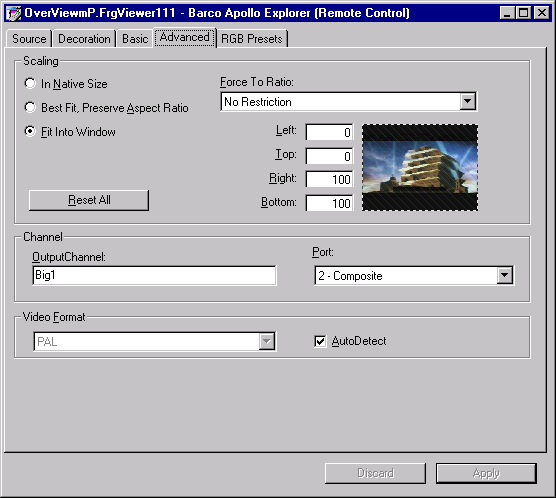 OverViewmP.FrgViewer111 - Barco Apollo Explorer (Remote Control)
Source Decoration Basic Advanced RGB Presets
Scaling
In Native Size
Best Fit, Preserve Aspect Ratio
Fit Into Window
Reset All
Force To Ratio:
No Restriction
Left: 0
Top: 0
Right: 100
Bottom: 100
Channel
OutputChannel:
Big1
Port:
2 - Composite
Video Format
PAL
AutoDetect
Discard Apply